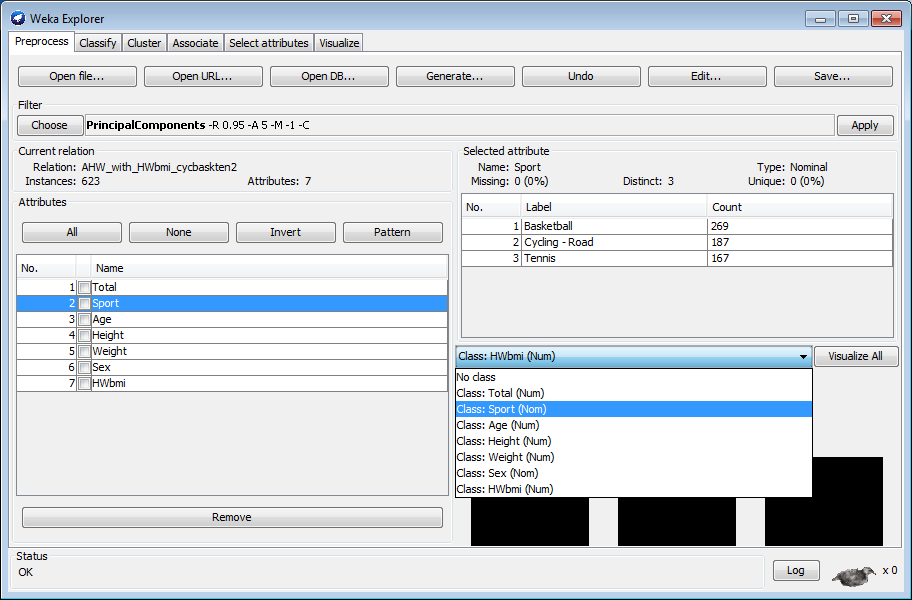 Weka Explorer
Preprocess Classify Cluster Associate Select attributes Visualize
Open file... Open URL... Open DB... Generate... Undo Edit... Save...
Filter
Choose PrincipalComponents -R 0.95 -A 5 -M -1 -C Apply
Current relation
Relation: AHW_with_HWbmi_cycbaskten2
Instances: 623 Attributes: 7
Attributes
All None Invert Pattern
No. Name
1 Total
2 Sport
3 Age
4 Height
5 Weight
6 Sex
7 HWbmi
Remove
Selected attribute
Name: Sport Type: Nominal
Missing: 0 (0%) Distinct: 3 Unique: 0 (0%)
No. Label Count
1 Basketball 269
2 Cycling - Road 187
3 Tennis 167
Class: HWbmi (Num) Visualize All
No class
Class: Total (Num)
Class: Sport (Nom)
Class: Age (Num)
Class: Height (Num)
Class: Weight (Num)
Class: Sex (Nom)
Class: HWbmi (Num)
Status
OK
Log x 0